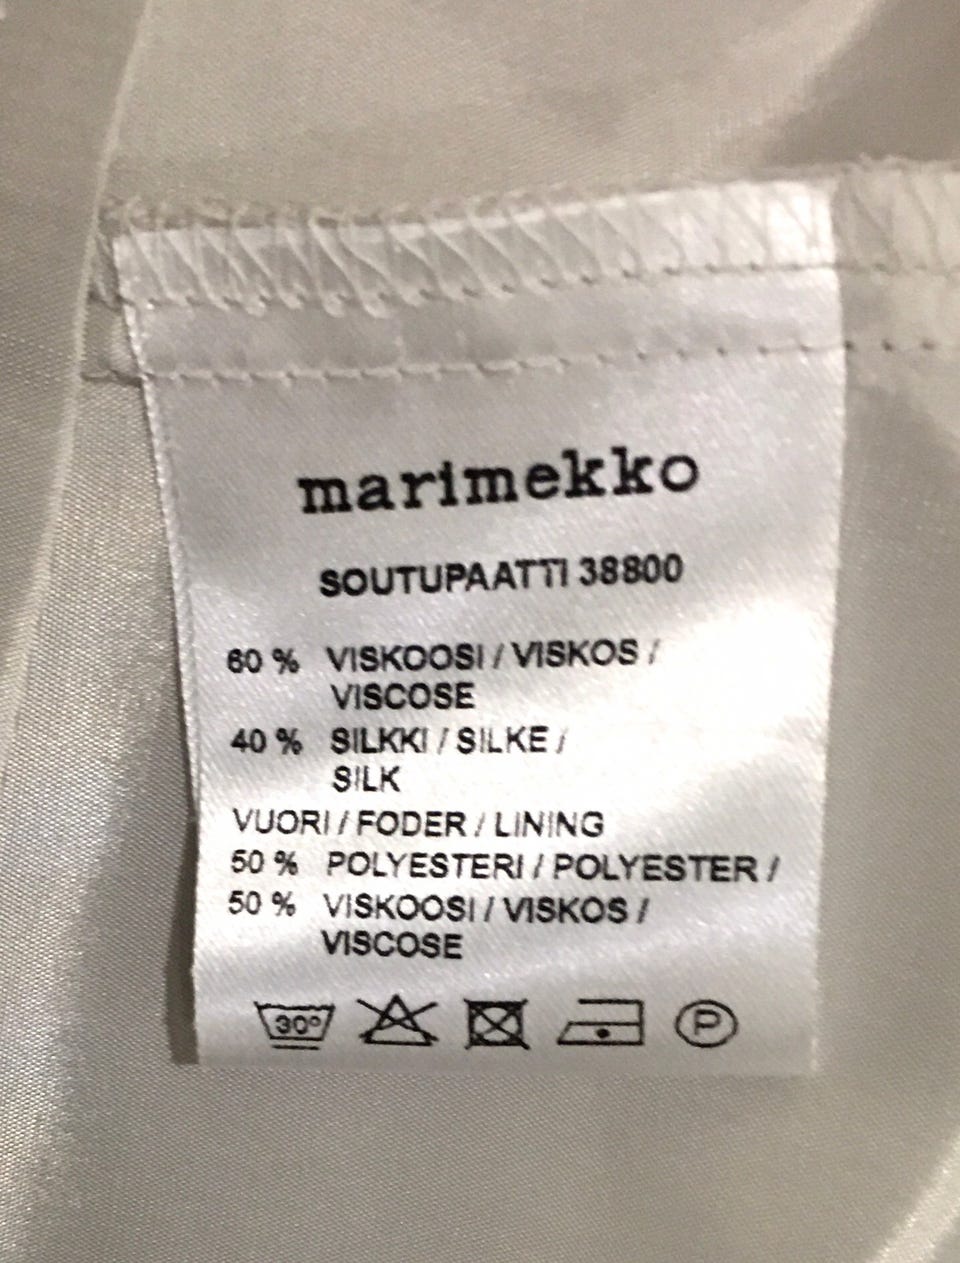 marimekko
SOUTUPAATTI 38800
60 % VISKOOSI / VISKOS /
VISCOSE
40 % SILKKI / SILKE /
SILK
VUORI / FODER / LINING
50 % POLYESTERI / POLYESTER /
50 % VISKOOSI / VISKOS /
VISCOSE
30° P